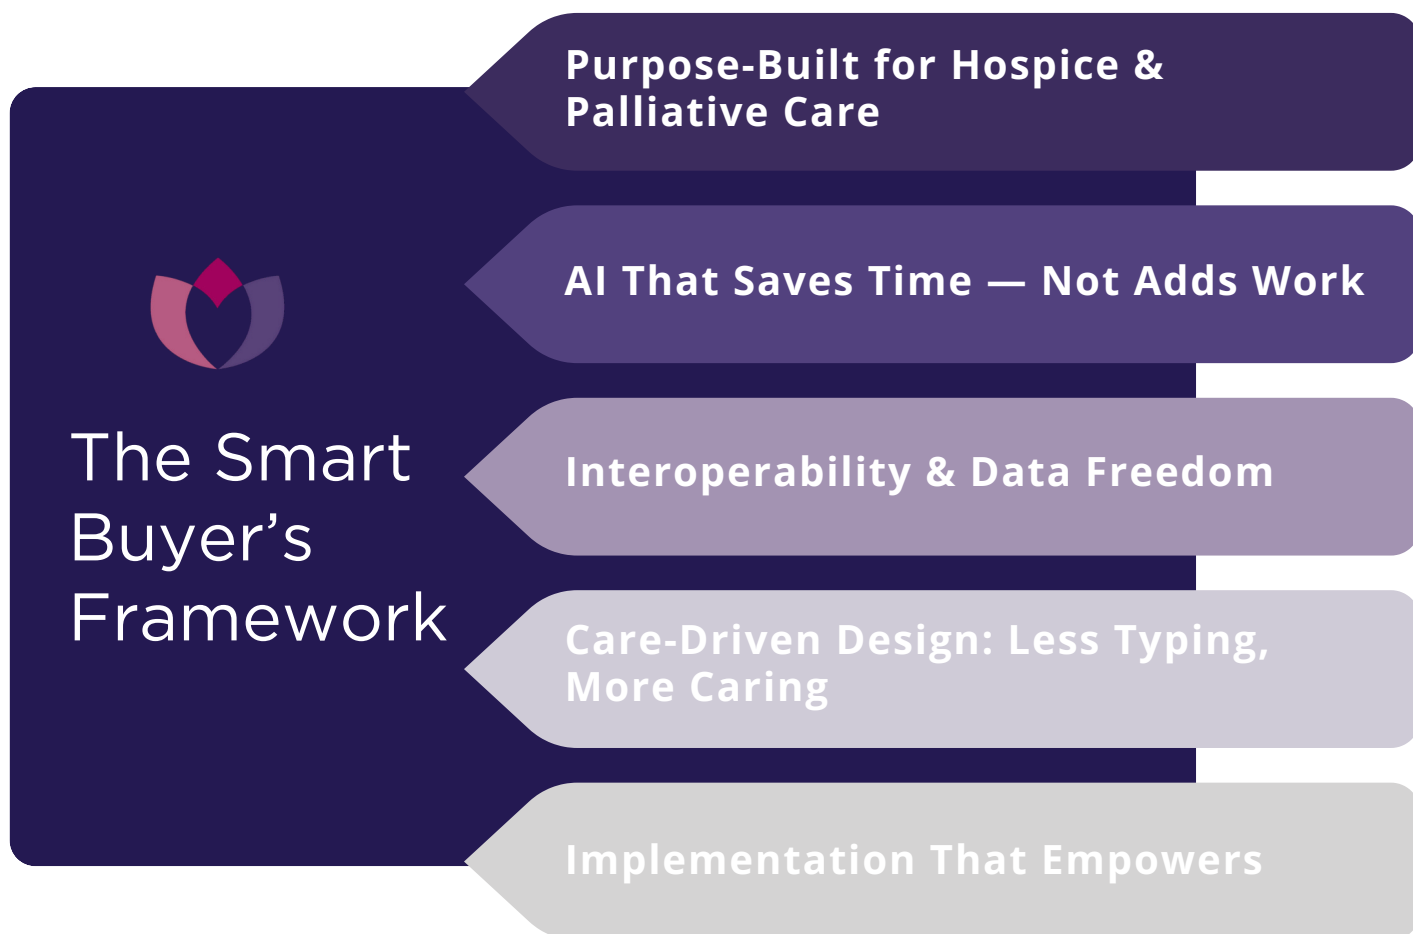 The Smart
Buyer’s
Framework
Purpose-Built for Hospice &
Palliative Care
AI That Saves Time — Not Adds Work
Interoperability & Data Freedom
Care-Driven Design: Less Typing,
More Caring
Implementation That Empowers